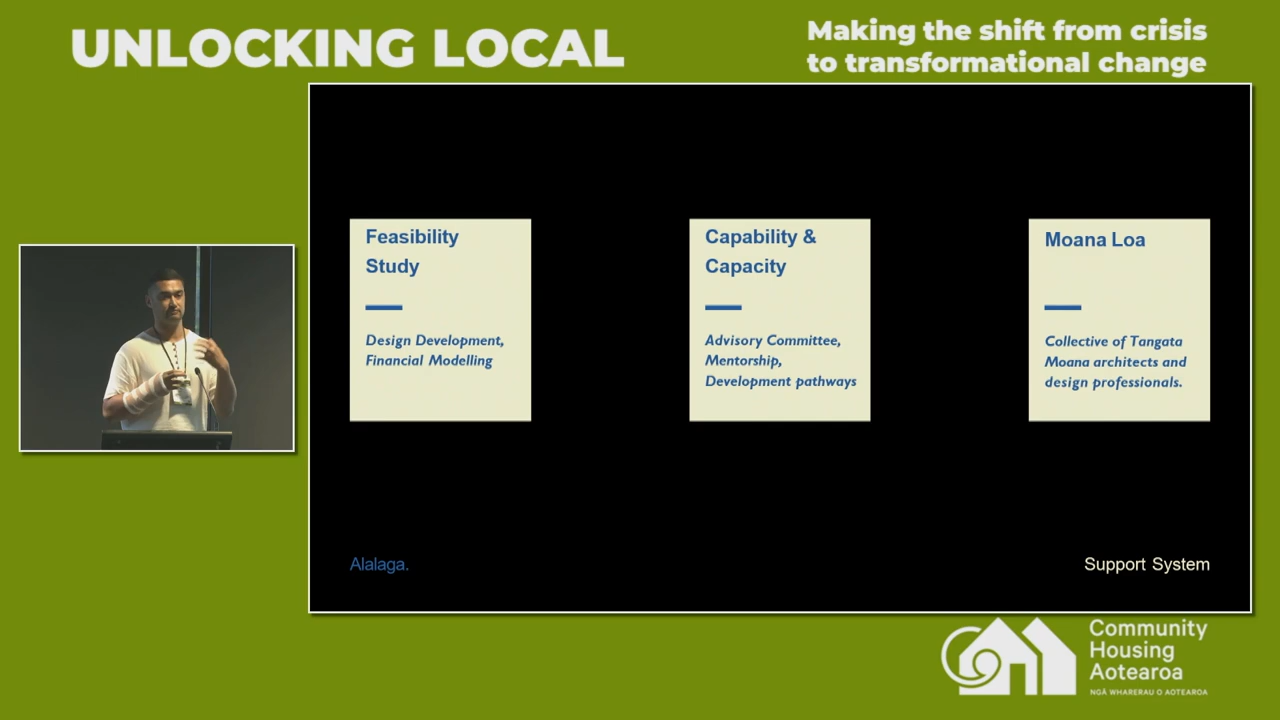 UNLOCKING LOCAL
Making the shift from crisis
to transformational change
Feasibility
Study
Design Development,
Financial Modelling
Capability &
Capacity
Advisory Committee,
Mentorship,
Development pathways
Moana Loa
Collective of Tangata
Moana architects and
design professionals.
Alalaga.
Support System
Community
Housing
Aotearoa
NGĀ WHARERAU O AOTEAROA